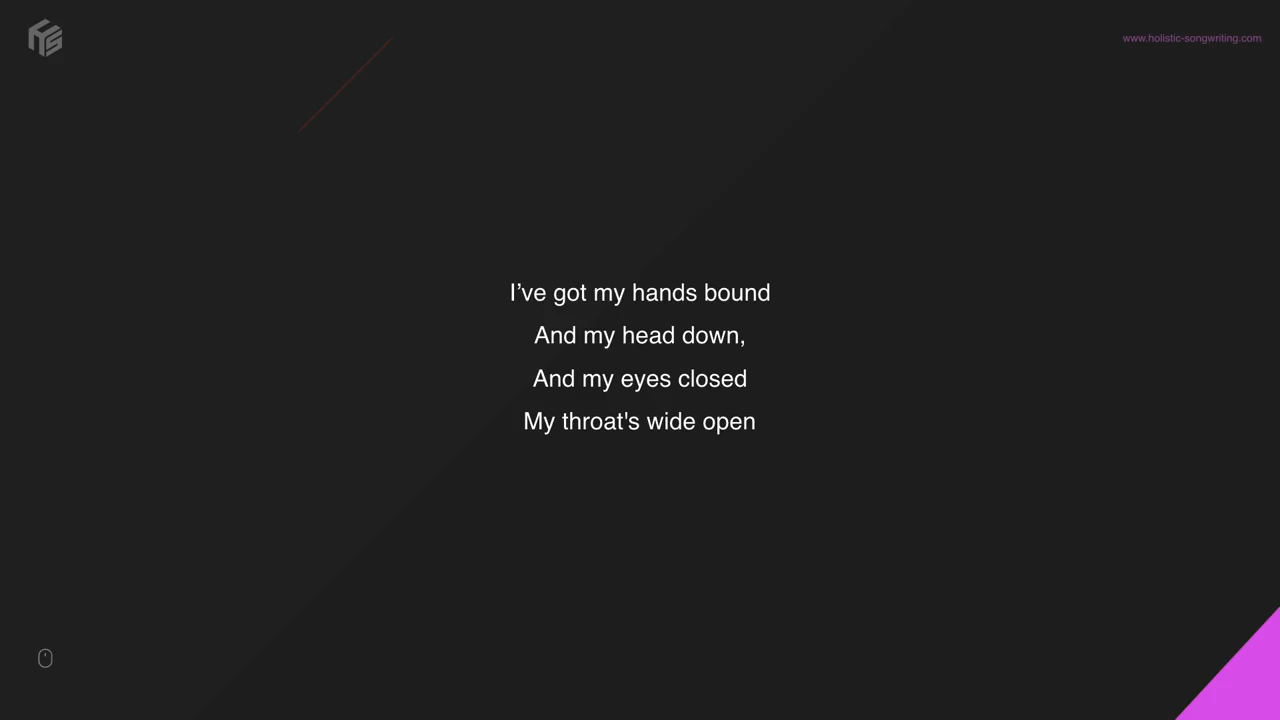 www.holistic-songwriting.com
I’ve got my hands bound
And my head down,
And my eyes closed
My throat's wide open